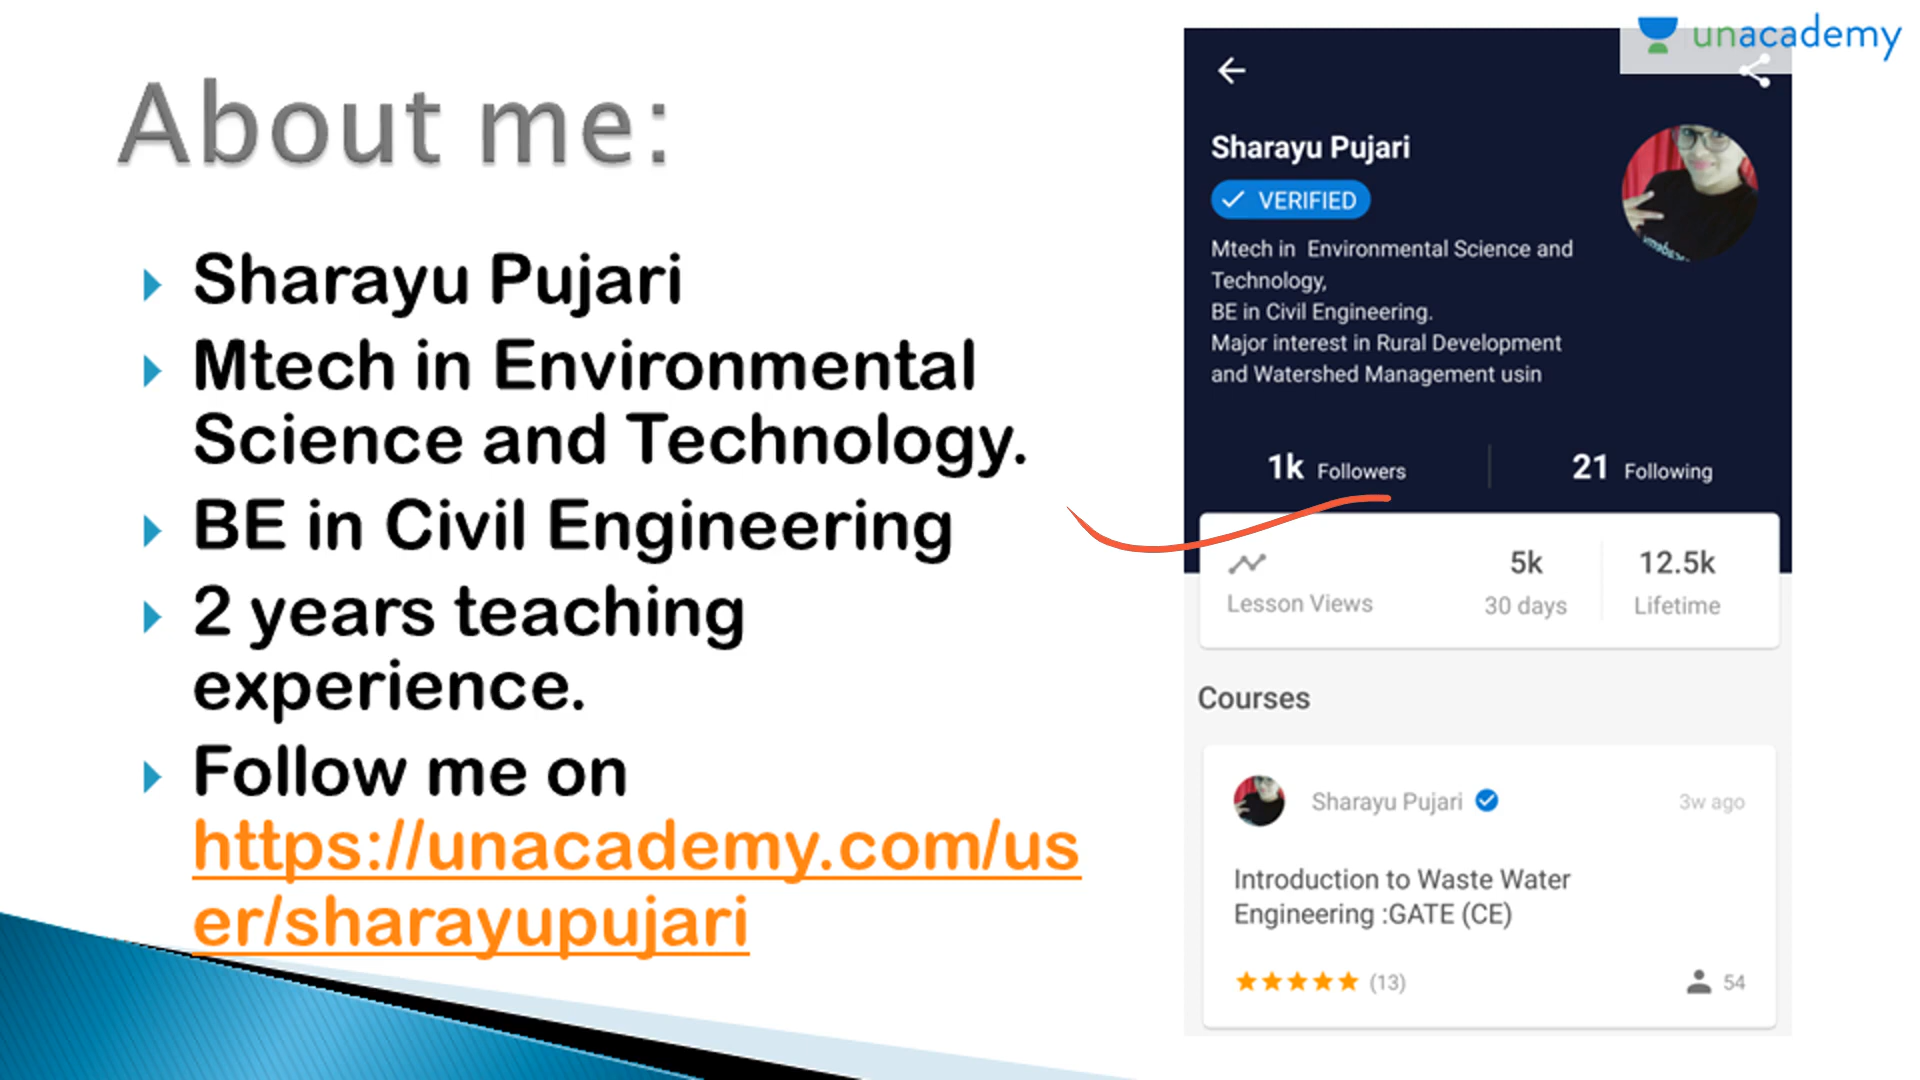 About me:
Sharayu Pujari
Mtech in Environmental
Science and Technology.
BE in Civil Engineering
2 years teaching
experience.
Follow me on
https://unacademy.com/us
er/sharayupujari
unacademy
Sharayu Pujari
VERIFIED
Mtech in Environmental Science and
Technology,
BE in Civil Engineering.
Major interest in Rural Development
and Watershed Management usin
1k Followers
21 Following
Lesson Views
5k
30 days
12.5k
Lifetime
Courses
Sharayu Pujari
3w ago
Introduction to Waste Water
Engineering :GATE (CE)
(13)
54